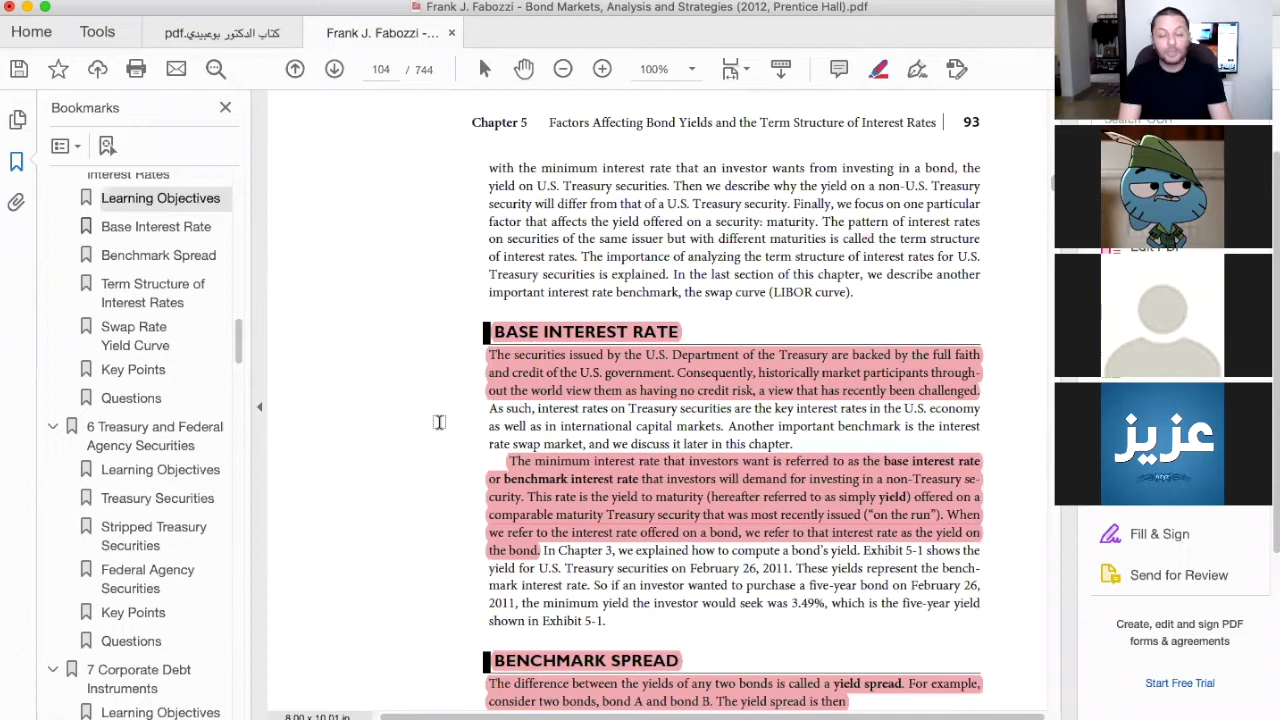 Frank J. Fabozzi - Bond Markets, Analysis and Strategies (2012, Prentice Hall).pdf
Home
Tools
كتاب الدكتور بوعبيدي.pdf
Frank J. Fabozzi -... ×
104 / 744
100%
Bookmarks
Interest Rates
Learning Objectives
Base Interest Rate
Benchmark Spread
Term Structure of
Interest Rates
Swap Rate
Yield Curve
Key Points
Questions
6 Treasury and Federal
Agency Securities
Learning Objectives
Treasury Securities
Stripped Treasury
Securities
Federal Agency
Securities
Key Points
Questions
7 Corporate Debt
Instruments
Learning Objectives
8.00 x 10.01 in
Chapter 5 Factors Affecting Bond Yields and the Term Structure of Interest Rates | 93
with the minimum interest rate that an investor wants from investing in a bond, the
yield on U.S. Treasury securities. Then we describe why the yield on a non-U.S. Treasury
security will differ from that of a U.S. Treasury security. Finally, we focus on one particular
factor that affects the yield offered on a security: maturity. The pattern of interest rates
on securities of the same issuer but with different maturities is called the term structure
of interest rates. The importance of analyzing the term structure of interest rates for U.S.
Treasury securities is explained. In the last section of this chapter, we describe another
important interest rate benchmark, the swap curve (LIBOR curve).
BASE INTEREST RATE
The securities issued by the U.S. Department of the Treasury are backed by the full faith
and credit of the U.S. government. Consequently, historically market participants through-
out the world view them as having no credit risk, a view that has recently been challenged.
As such, interest rates on Treasury securities are the key interest rates in the U.S. economy
as well as in international capital markets. Another important benchmark is the interest
rate swap market, and we discuss it later in this chapter.
The minimum interest rate that investors want is referred to as the base interest rate
or benchmark interest rate that investors will demand for investing in a non-Treasury se-
curity. This rate is the yield to maturity (hereafter referred to as simply yield) offered on a
comparable maturity Treasury security that was most recently issued (“on the run”). When
we refer to the interest rate offered on a bond, we refer to that interest rate as the yield on
the bond. In Chapter 3, we explained how to compute a bond’s yield. Exhibit 5-1 shows the
yield for U.S. Treasury securities on February 26, 2011. These yields represent the bench-
mark interest rate. So if an investor wanted to purchase a five-year bond on February 26,
2011, the minimum yield the investor would seek was 3.49%, which is the five-year yield
shown in Exhibit 5-1.
BENCHMARK SPREAD
The difference between the yields of any two bonds is called a yield spread. For example,
consider two bonds, bond A and bond B. The yield spread is then
عزيز
Azyz
Fill & Sign
Send for Review
Create, edit and sign PDF
forms & agreements
Start Free Trial